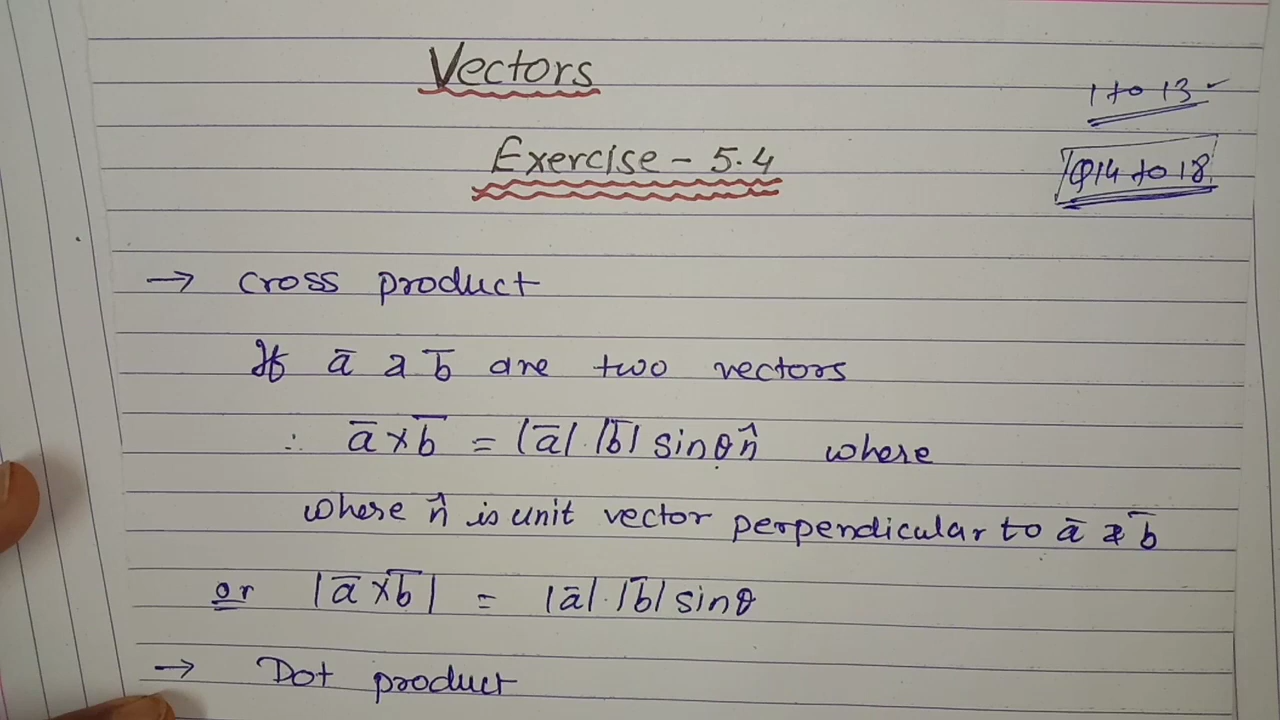 Vectors
1 to 13 ✓
Exercise - 5.4
Q14 to 18
→ cross product
If a̅ & b̅ are two vectors
∴ a̅ × b̅ = |a̅|·|b̅| sinθ n̂ where
where n̂ is unit vector perpendicular to a̅ & b̅
or |a̅ × b̅| = |a̅|·|b̅| sinθ
→ Dot product